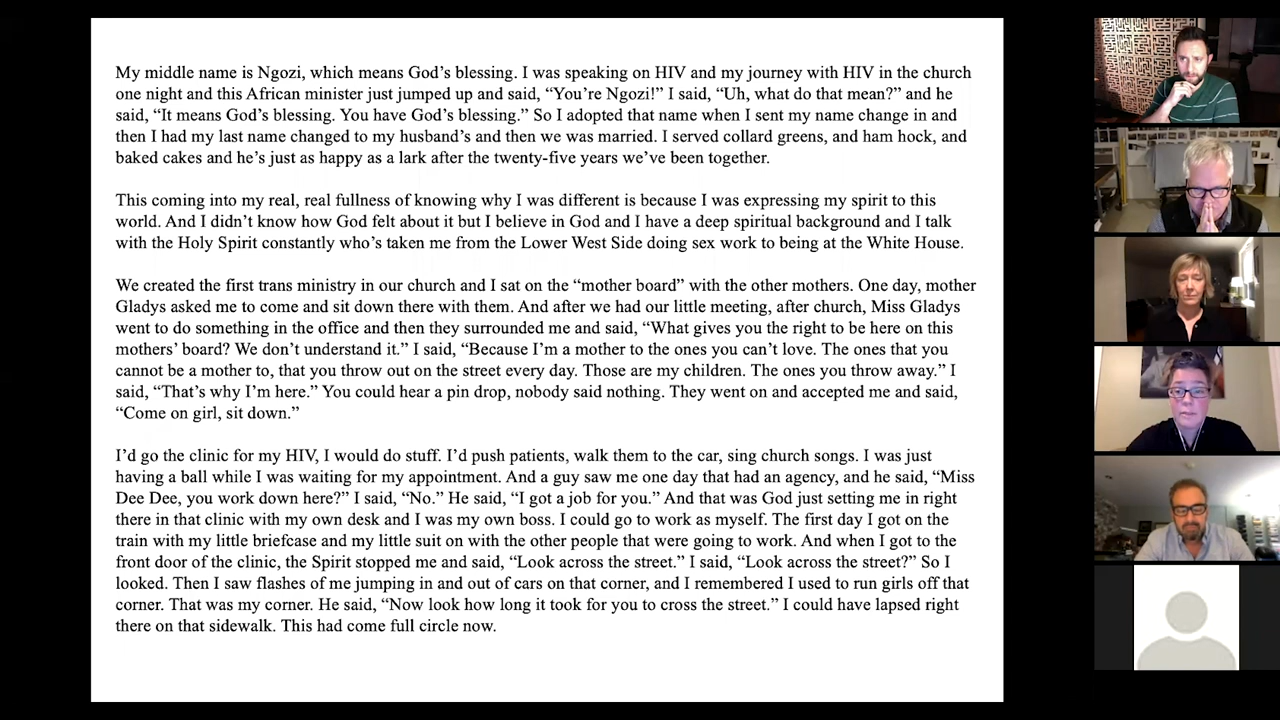 My middle name is Ngozi, which means God’s blessing. I was speaking on HIV and my journey with HIV in the church
one night and this African minister just jumped up and said, “You’re Ngozi!” I said, “Uh, what do that mean?” and he
said, “It means God’s blessing. You have God’s blessing.” So I adopted that name when I sent my name change in and
then I had my last name changed to my husband’s and then we was married. I served collard greens, and ham hock, and
baked cakes and he’s just as happy as a lark after the twenty-five years we’ve been together.
This coming into my real, real fullness of knowing why I was different is because I was expressing my spirit to this
world. And I didn’t know how God felt about it but I believe in God and I have a deep spiritual background and I talk
with the Holy Spirit constantly who’s taken me from the Lower West Side doing sex work to being at the White House.
We created the first trans ministry in our church and I sat on the “mother board” with the other mothers. One day, mother
Gladys asked me to come and sit down there with them. And after we had our little meeting, after church, Miss Gladys
went to do something in the office and then they surrounded me and said, “What gives you the right to be here on this
mothers’ board? We don’t understand it.” I said, “Because I’m a mother to the ones you can’t love. The ones that you
cannot be a mother to, that you throw out on the street every day. Those are my children. The ones you throw away.” I
said, “That’s why I’m here.” You could hear a pin drop, nobody said nothing. They went on and accepted me and said,
“Come on girl, sit down.”
I’d go the clinic for my HIV, I would do stuff. I’d push patients, walk them to the car, sing church songs. I was just
having a ball while I was waiting for my appointment. And a guy saw me one day that had an agency, and he said, “Miss
Dee Dee, you work down here?” I said, “No.” He said, “I got a job for you.” And that was God just setting me in right
there in that clinic with my own desk and I was my own boss. I could go to work as myself. The first day I got on the
train with my little briefcase and my little suit on with the other people that were going to work. And when I got to the
front door of the clinic, the Spirit stopped me and said, “Look across the street.” I said, “Look across the street?” So I
looked. Then I saw flashes of me jumping in and out of cars on that corner, and I remembered I used to run girls off that
corner. That was my corner. He said, “Now look how long it took for you to cross the street.” I could have lapsed right
there on that sidewalk. This had come full circle now.